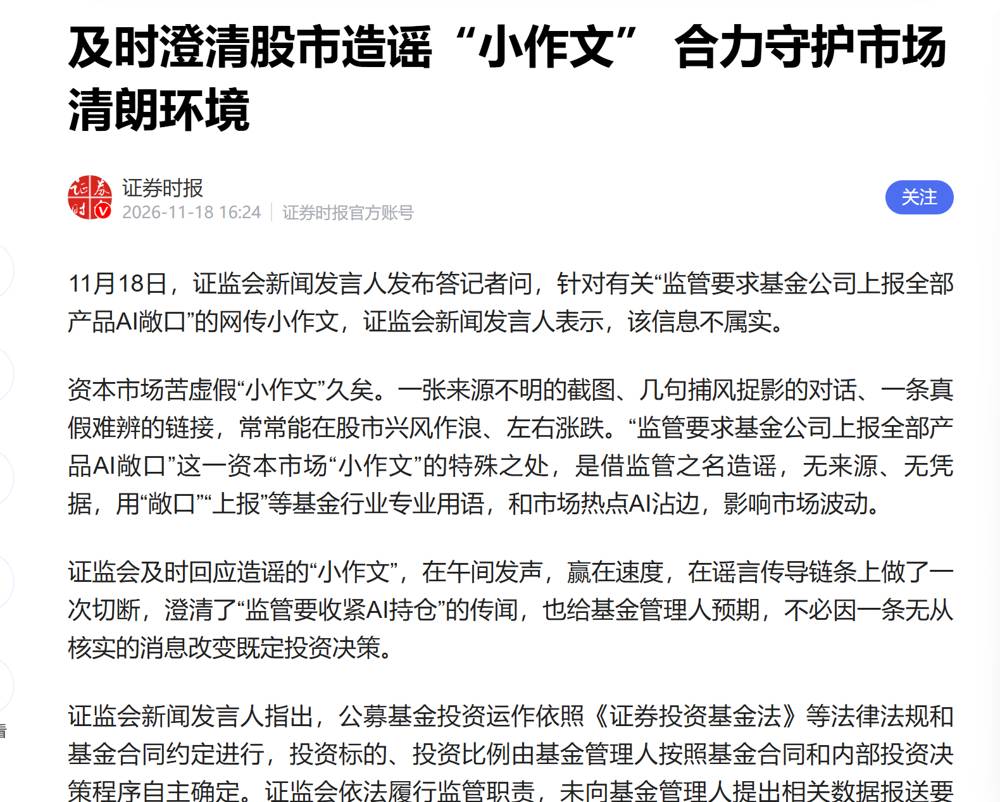 及时澄清股市造谣“小作文” 合力守护市场
清朗环境
证券时报
2026-11-18 16:24 证券时报官方账号
关注
11月18日，证监会新闻发言人发布答记者问，针对有关“监管要求基金公司上报全部
产品AI敞口”的网传小作文，证监会新闻发言人表示，该信息不属实。
资本市场苦虚假“小作文”久矣。一张来源不明的截图、几句捕风捉影的对话、一条真
假难辨的链接，常常能在股市兴风作浪、左右涨跌。“监管要求基金公司上报全部产
品AI敞口”这一资本市场“小作文”的特殊之处，是借监管之名造谣，无来源、无凭
据，用“敞口”“上报”等基金行业专业用语，和市场热点AI沾边，影响市场波动。
证监会及时回应造谣的“小作文”，在午间发声，赢在速度，在谣言传导链条上做了一
次切断，澄清了“监管要收紧AI持仓”的传闻，也给基金管理人预期，不必因一条无从
核实的消息改变既定投资决策。
证监会新闻发言人指出，公募基金投资运作依照《证券投资基金法》等法律法规和
基金合同约定进行，投资标的、投资比例由基金管理人按照基金合同和内部投资决
策程序自主确定。证监会依法履行监管职责，未向基金管理人提出相关数据报送要